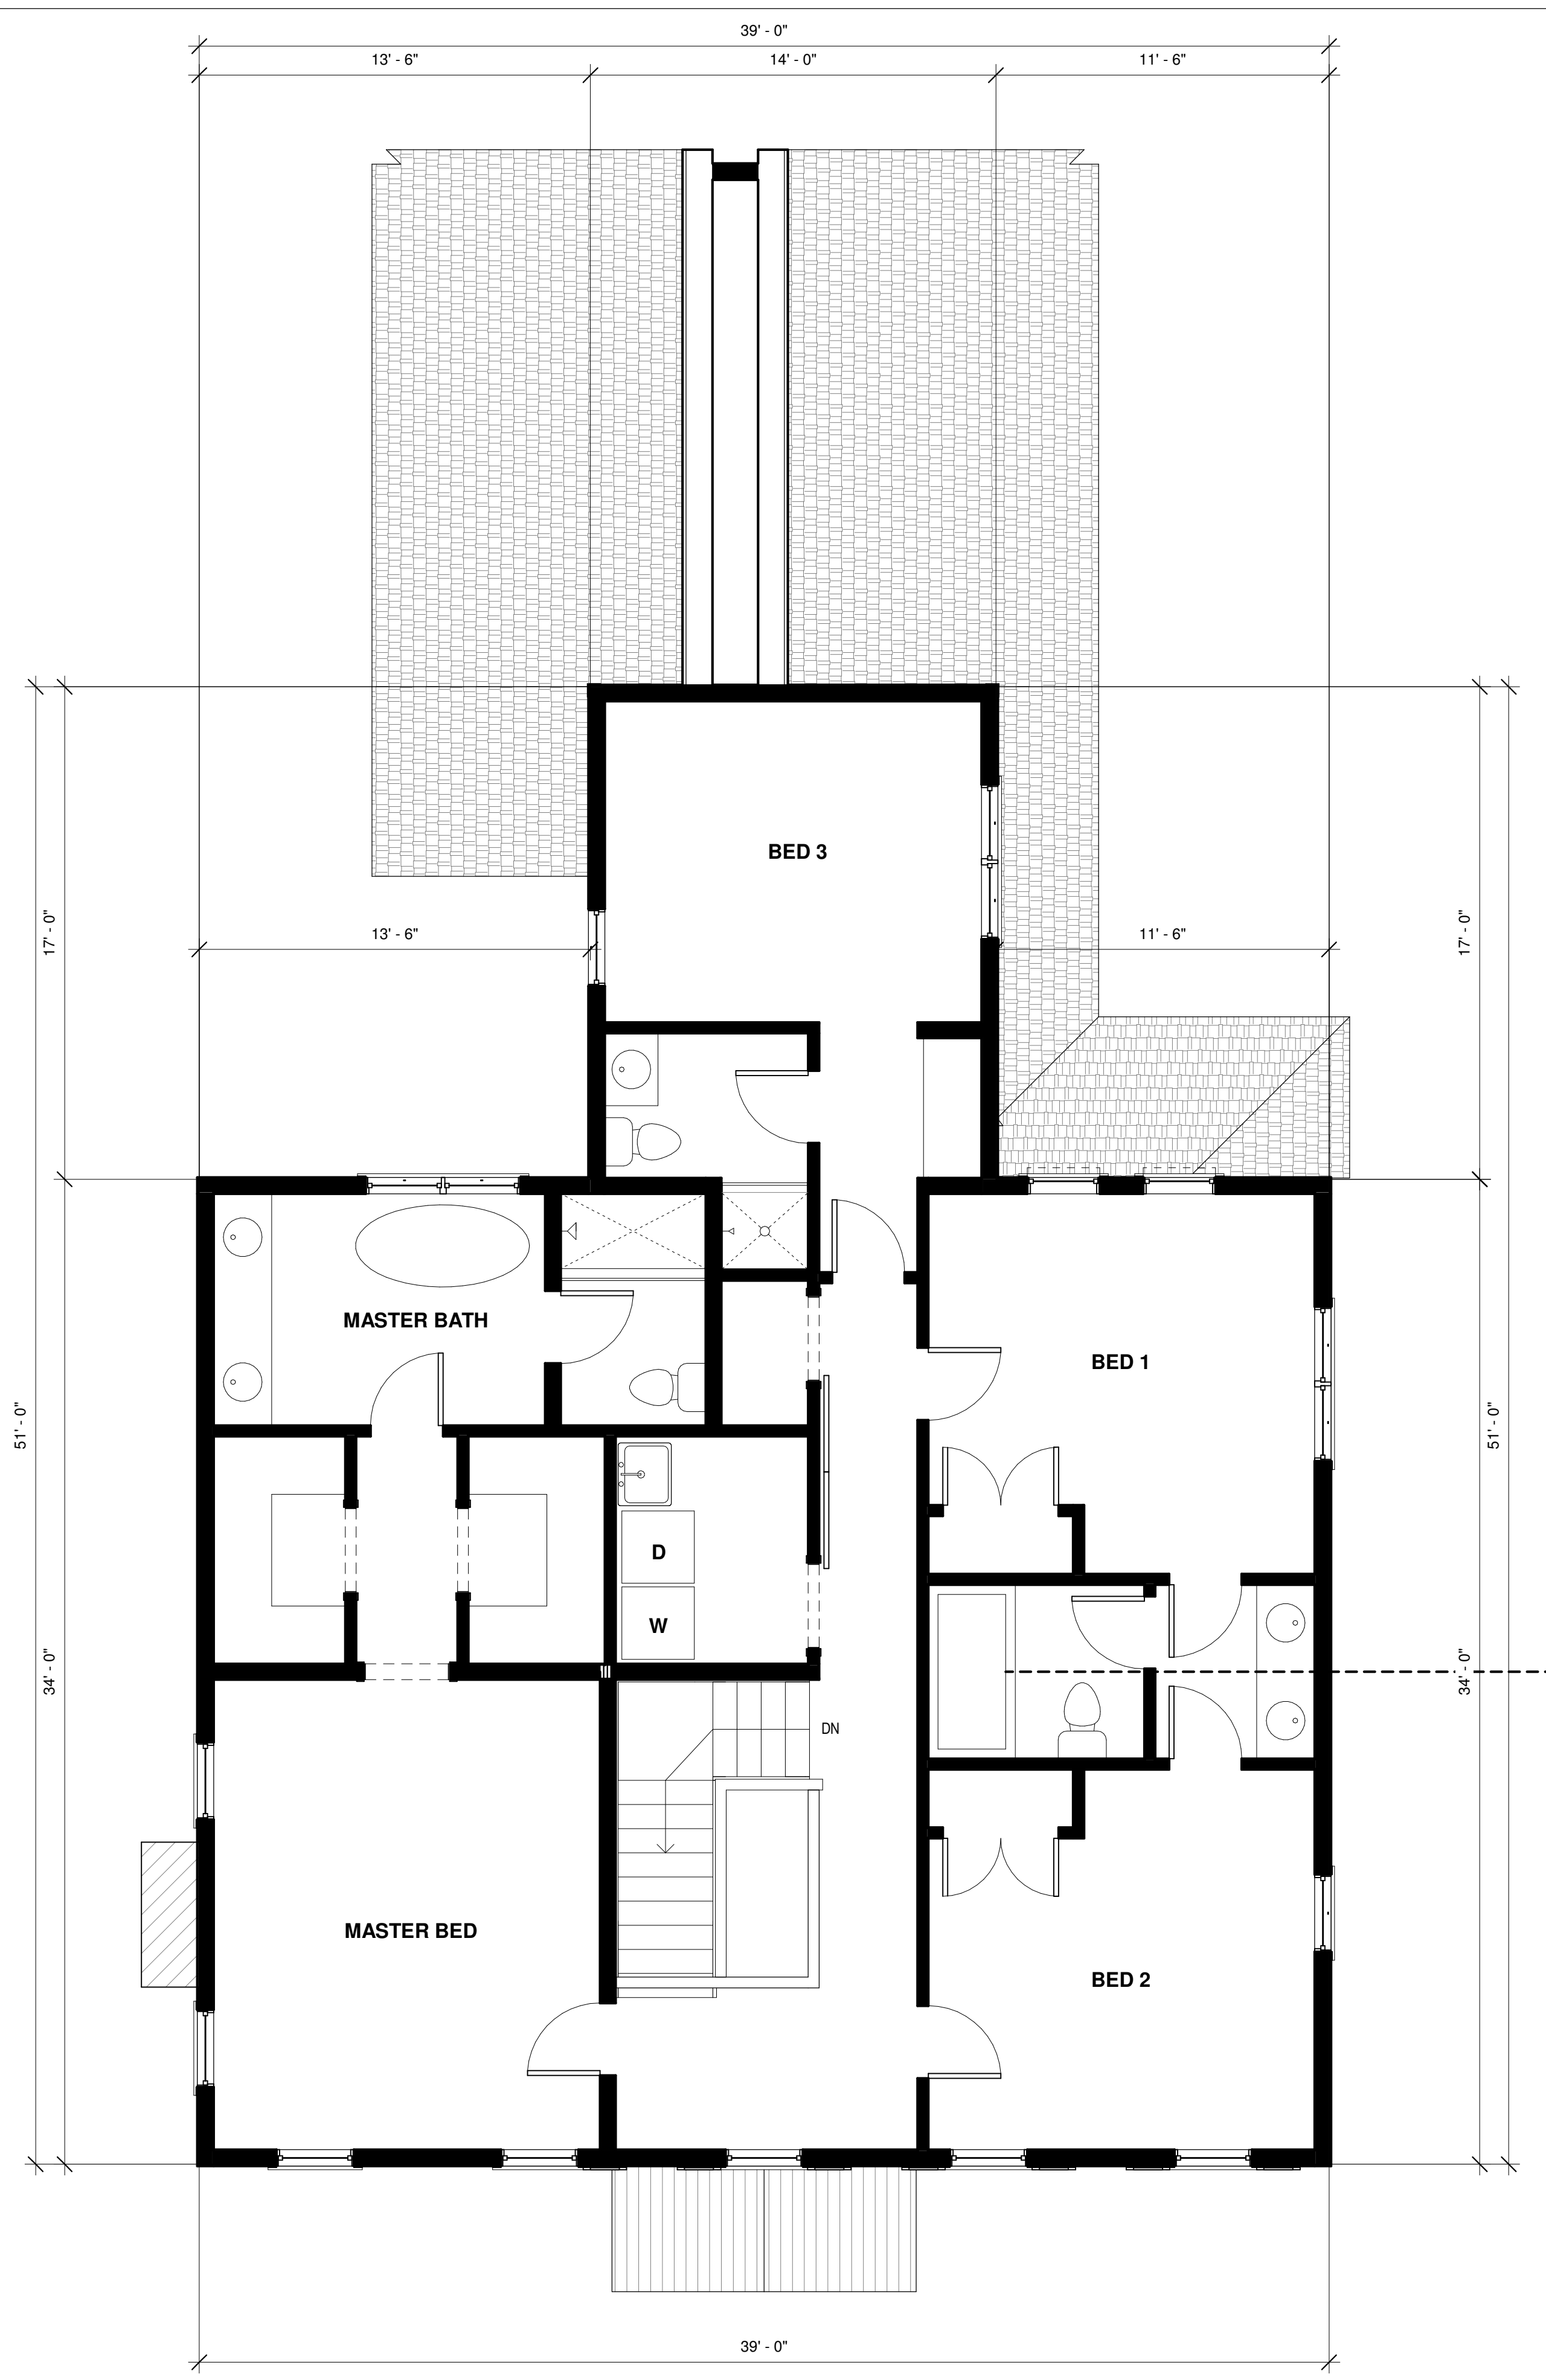 39' - 0"
13' - 6"
14' - 0"
11' - 6"
BED 3
13' - 6"
11' - 6"
17' - 0"
17' - 0"
MASTER BATH
BED 1
51' - 0"
51' - 0"
D
W
34' - 0"
34' - 0"
DN
MASTER BED
BED 2
39' - 0"